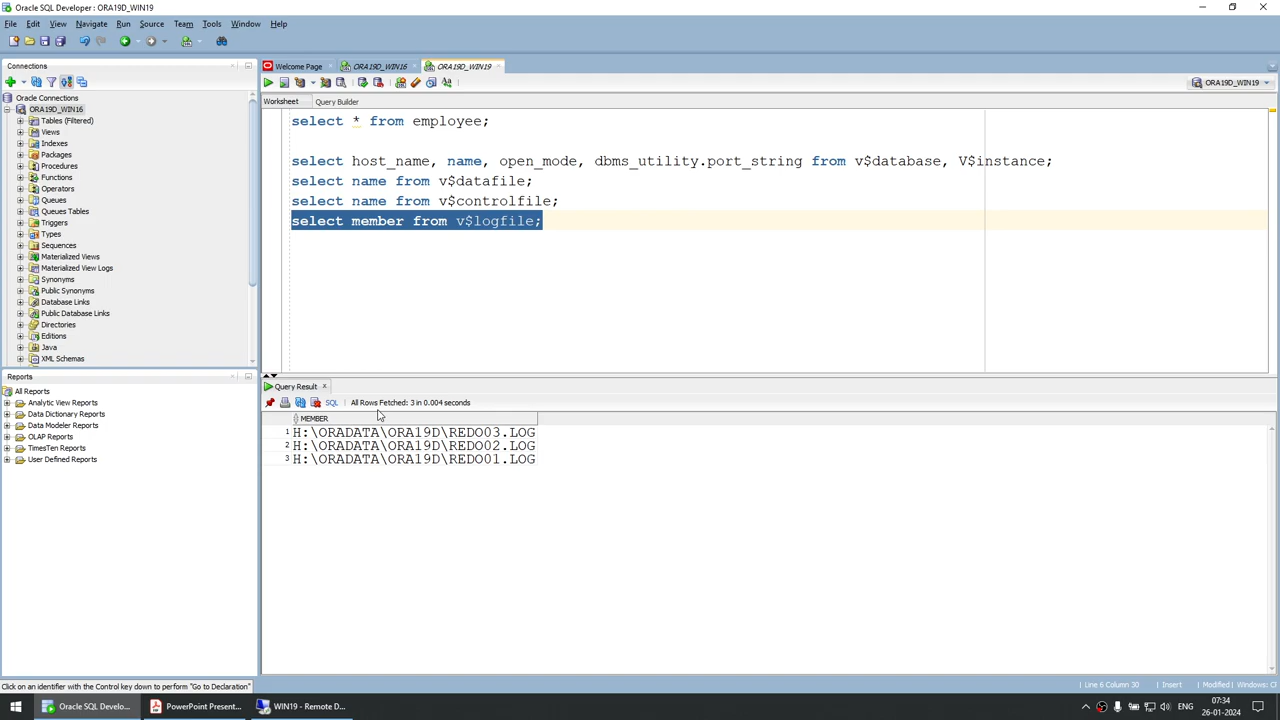 Oracle SQL Developer: ORA19D_WIN19
File Edit View Navigate Run Source Team Tools Window Help
Connections
Oracle Connections
ORA19D_WIN16
Tables (Filtered)
Views
Indexes
Packages
Procedures
Functions
Operators
Queues
Queues Tables
Triggers
Types
Sequences
Materialized Views
Materialized View Logs
Synonyms
Public Synonyms
Database Links
Public Database Links
Directories
Editions
Java
XML Schemas
Reports
All Reports
Analytic View Reports
Data Dictionary Reports
Data Modeler Reports
OLAP Reports
TimesTen Reports
User Defined Reports
Welcome Page ORA19D_WIN16 ORA19D_WIN19
ORA19D_WIN19
Worksheet Query Builder
select * from employee;
select host_name, name, open_mode, dbms_utility.port_string from v$database, V$instance;
select name from v$datafile;
select name from v$controlfile;
select member from v$logfile;
Query Result
SQL All Rows Fetched: 3 in 0.004 seconds
MEMBER
1 H:\ORADATA\ORA19D\REDO03.LOG
2 H:\ORADATA\ORA19D\REDO02.LOG
3 H:\ORADATA\ORA19D\REDO01.LOG
Click on an identifier with the Control key down to perform "Go to Declaration"
Line 6 Column 30 Insert Modified Windows: C
Oracle SQL Develo... PowerPoint Present... WIN19 - Remote D...
ENG
07:34
26-01-2024